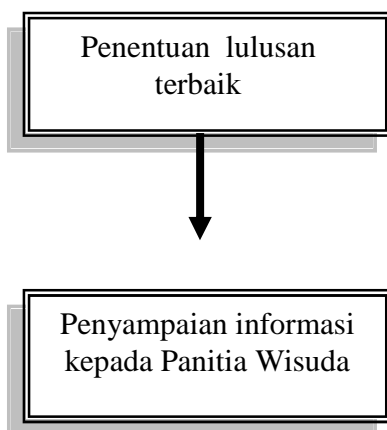 Penentuan lulusan
terbaik
Penyampaian informasi
kepada Panitia Wisuda